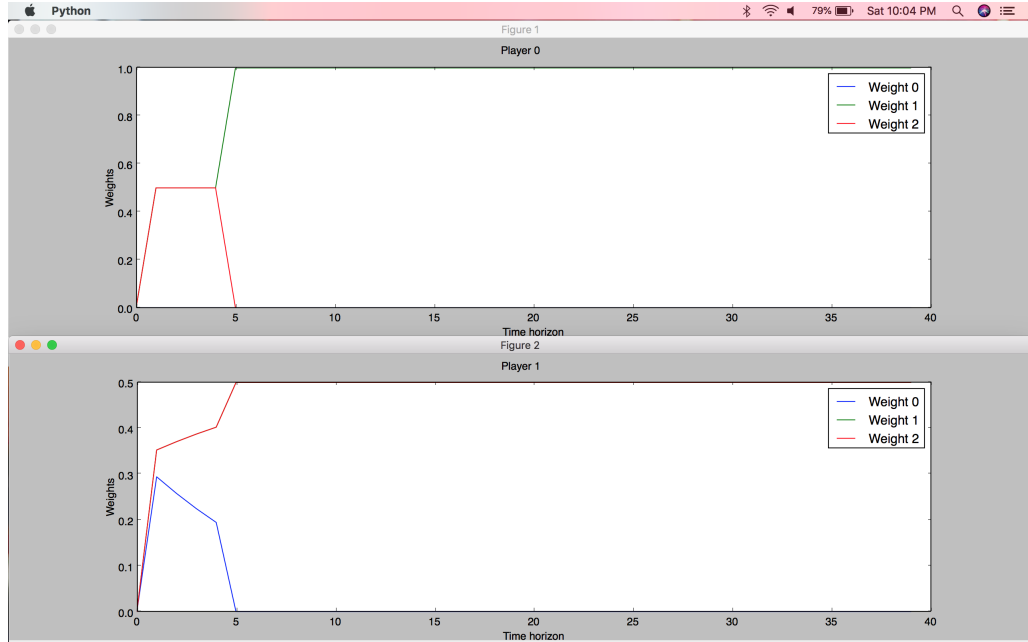 Python 79% Sat 10:04 PM
Figure 1
Player 0
1.0
0.8
0.6
0.4
0.2
0.0
Weights
Weight 0
Weight 1
Weight 2
0 5 10 15 20 25 30 35 40
Time horizon
Figure 2
Player 1
0.5
0.4
0.3
0.2
0.1
0.0
Weights
Weight 0
Weight 1
Weight 2
0 5 10 15 20 25 30 35 40
Time horizon